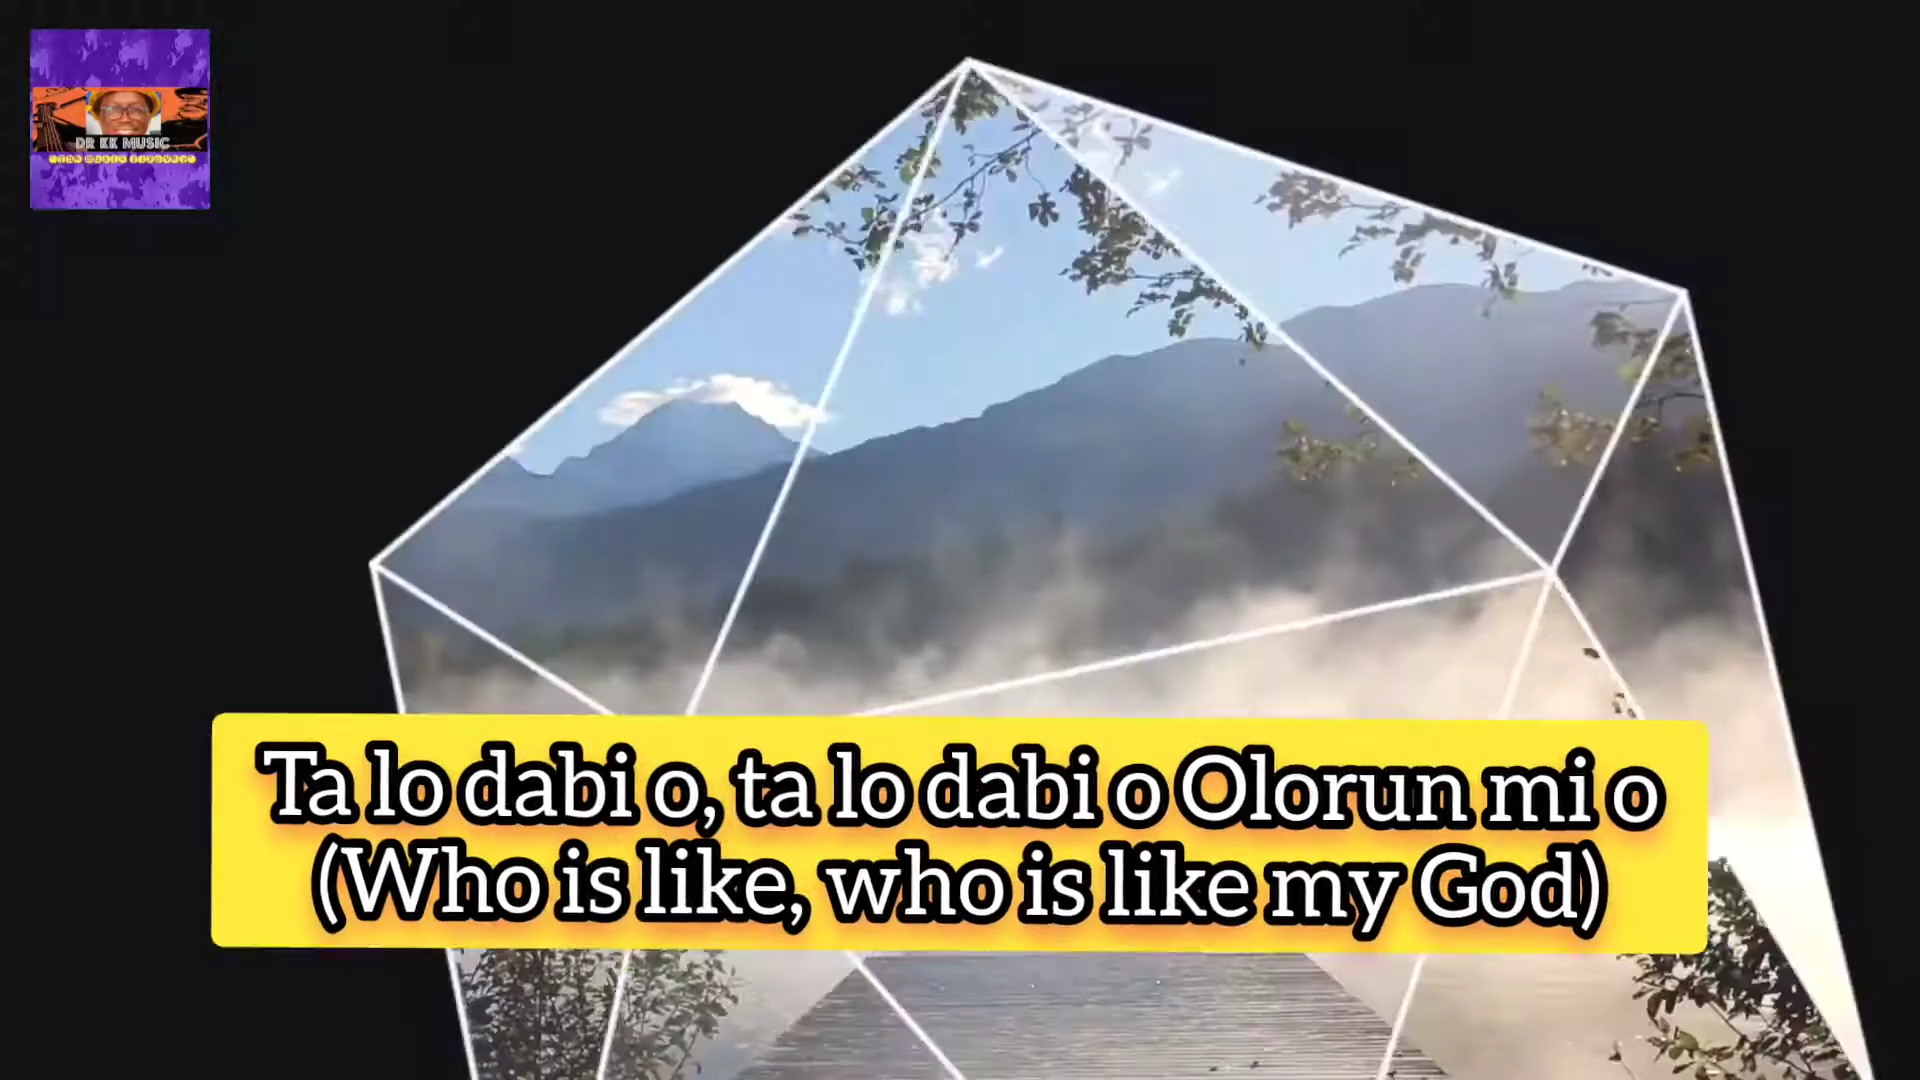 DR KK MUSIC
Ta lo dabi o, ta lo dabi o Olorun mi o
(Who is like, who is like my God)